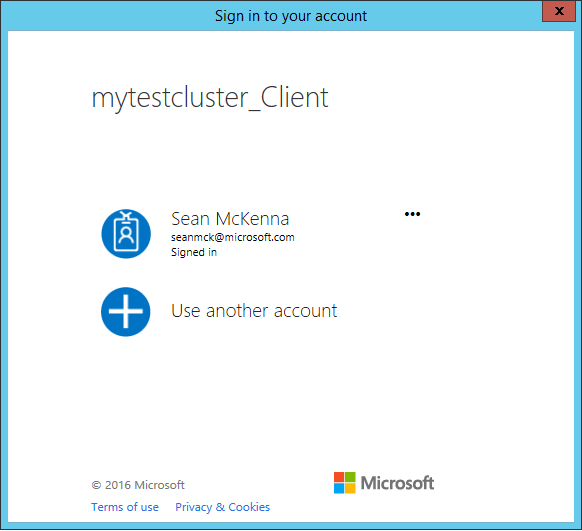 Sign in to your account
x
mytestcluster_Client
Sean McKenna
•••
seanmck@microsoft.com
Signed in
Use another account
© 2016 Microsoft
Microsoft
Terms of use Privacy & Cookies